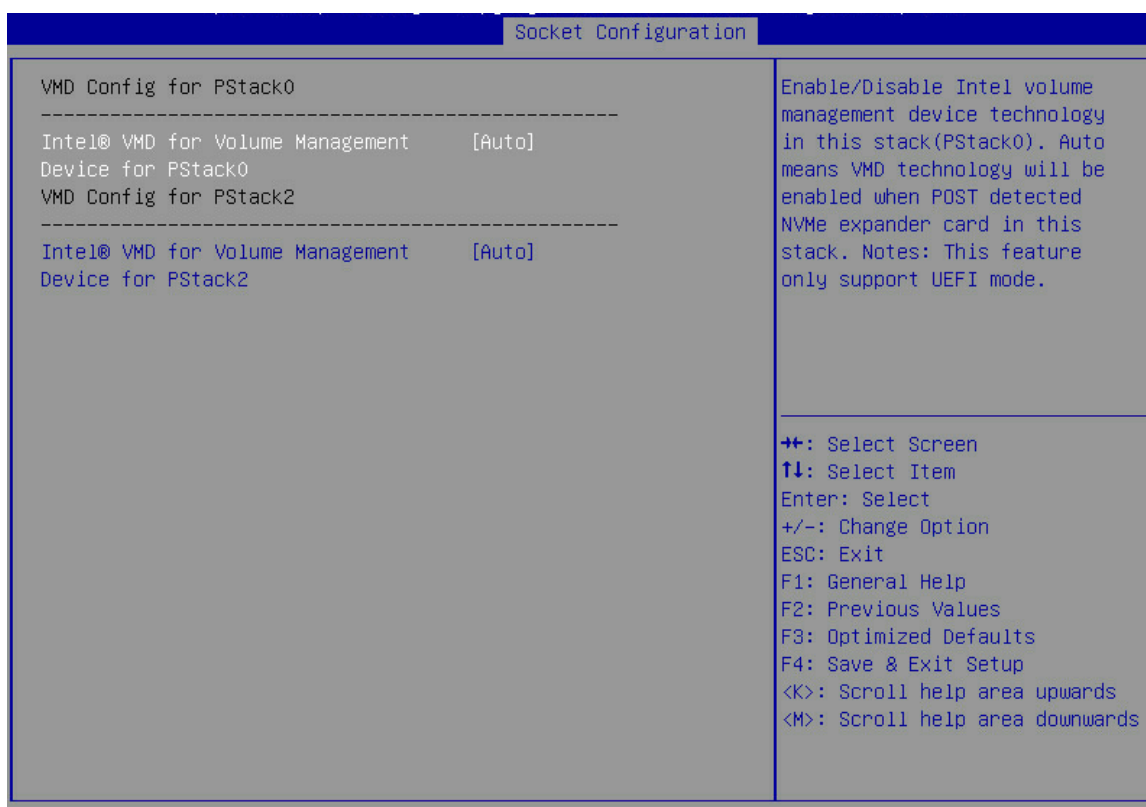 Socket Configuration
VMD Config for PStack0
--------------------------------------------------
Intel® VMD for Volume Management [Auto]
Device for PStack0
VMD Config for PStack2
--------------------------------------------------
Intel® VMD for Volume Management [Auto]
Device for PStack2
Enable/Disable Intel volume
management device technology
in this stack(PStack0). Auto
means VMD technology will be
enabled when POST detected
NVMe expander card in this
stack. Notes: This feature
only support UEFI mode.
→←: Select Screen
↑↓: Select Item
Enter: Select
+/-: Change Option
ESC: Exit
F1: General Help
F2: Previous Values
F3: Optimized Defaults
F4: Save & Exit Setup
<K>: Scroll help area upwards
<M>: Scroll help area downwards